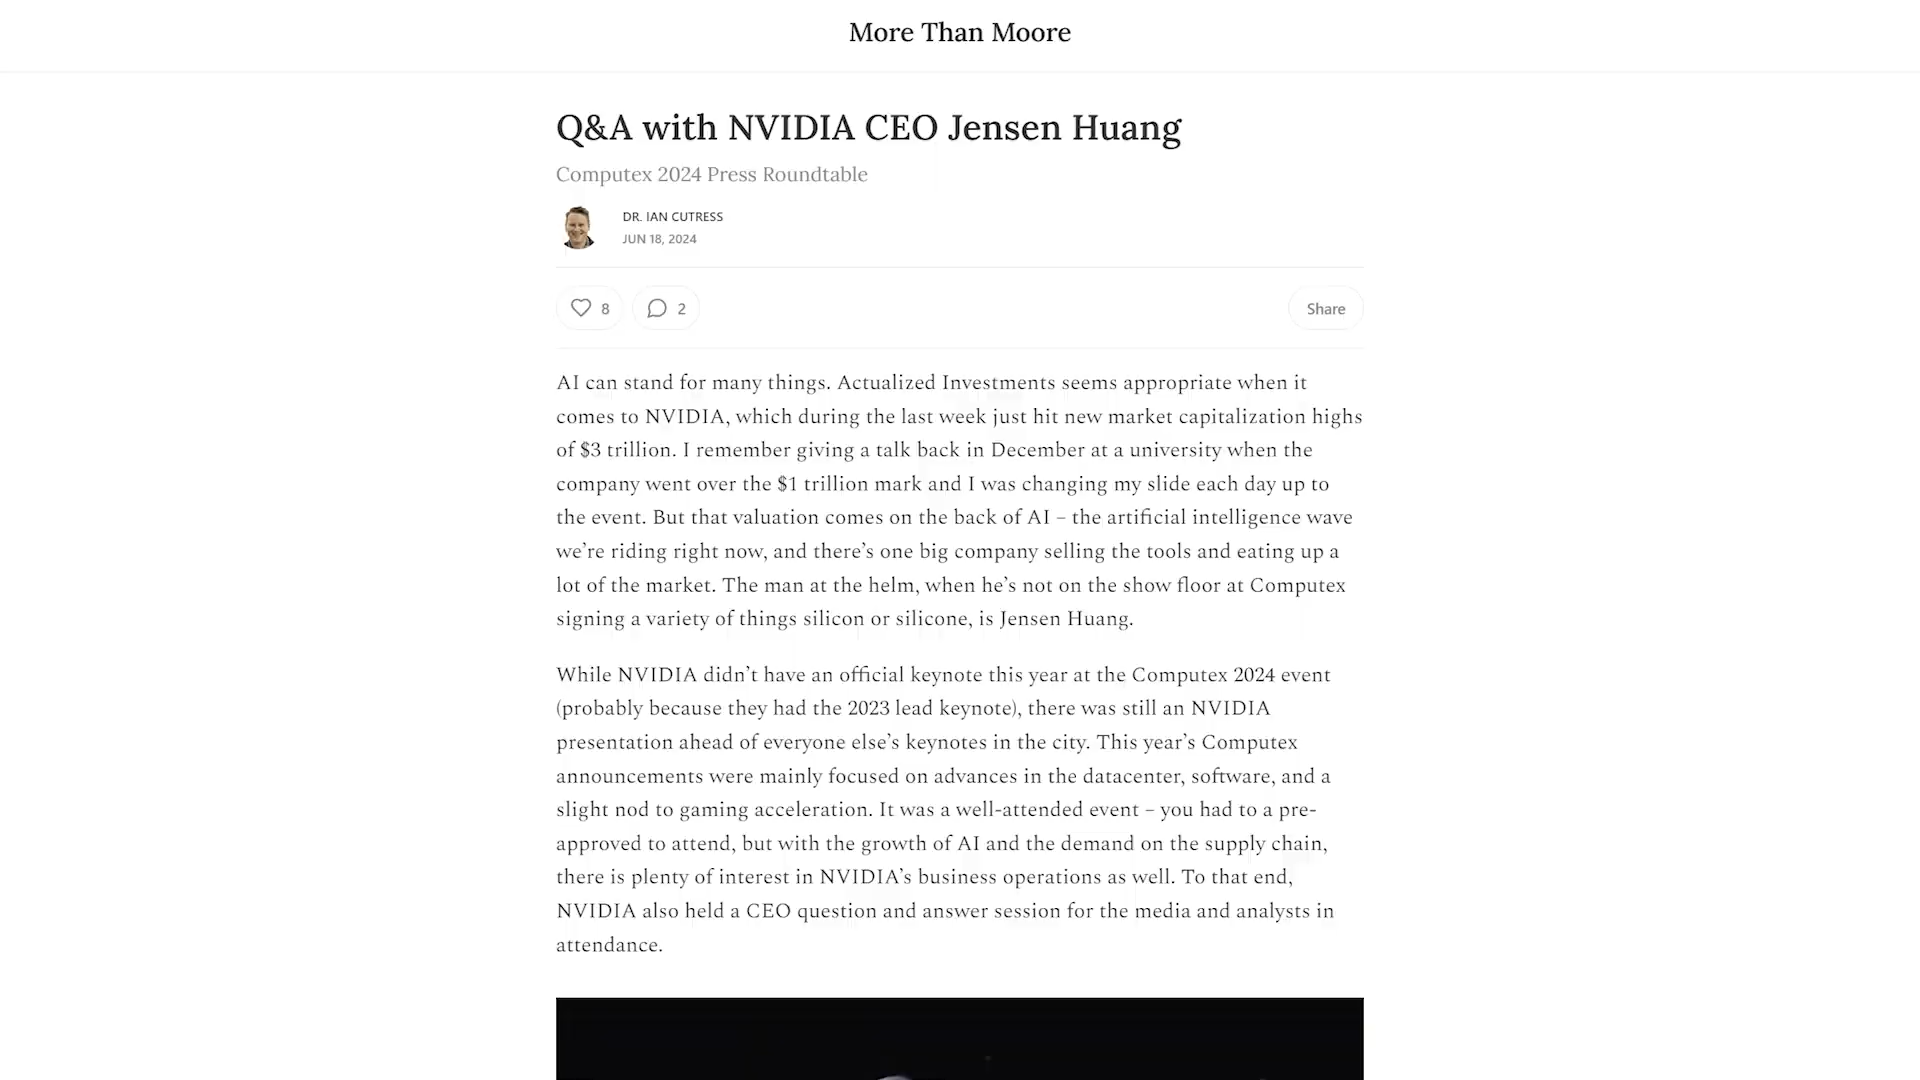 More Than Moore
Q&A with NVIDIA CEO Jensen Huang
Computex 2024 Press Roundtable
DR. IAN CUTRESS
JUN 18, 2024
8
2
Share
AI can stand for many things. Actualized Investments seems appropriate when it
comes to NVIDIA, which during the last week just hit new market capitalization highs
of $3 trillion. I remember giving a talk back in December at a university when the
company went over the $1 trillion mark and I was changing my slide each day up to
the event. But that valuation comes on the back of AI – the artificial intelligence wave
we’re riding right now, and there’s one big company selling the tools and eating up a
lot of the market. The man at the helm, when he’s not on the show floor at Computex
signing a variety of things silicon or silicone, is Jensen Huang.
While NVIDIA didn’t have an official keynote this year at the Computex 2024 event
(probably because they had the 2023 lead keynote), there was still an NVIDIA
presentation ahead of everyone else’s keynotes in the city. This year’s Computex
announcements were mainly focused on advances in the datacenter, software, and a
slight nod to gaming acceleration. It was a well-attended event – you had to a pre-
approved to attend, but with the growth of AI and the demand on the supply chain,
there is plenty of interest in NVIDIA’s business operations as well. To that end,
NVIDIA also held a CEO question and answer session for the media and analysts in
attendance.